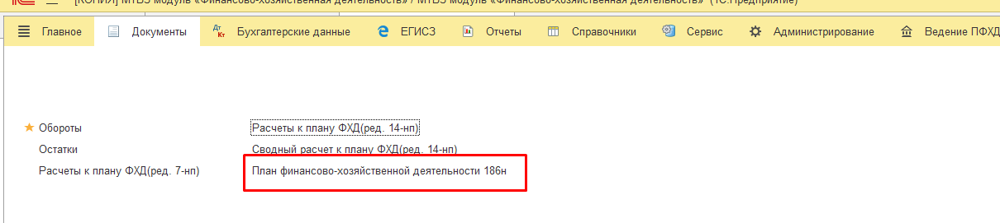 [КОПИЯ] МТБЗ модуль «Финансово-хозяйственная деятельность» / МТБЗ модуль «Финансово-хозяйственная деятельность» (1С:Предприятие)
Главное Документы Дт Кт Бухгалтерские данные ЕГИСЗ Отчеты Справочники Сервис Администрирование Ведение ПФХД
Обороты Расчеты к плану ФХД(ред. 14-нп)
Остатки Сводный расчет к плану ФХД(ред. 14-нп)
Расчеты к плану ФХД(ред. 7-нп) План финансово-хозяйственной деятельности 186н